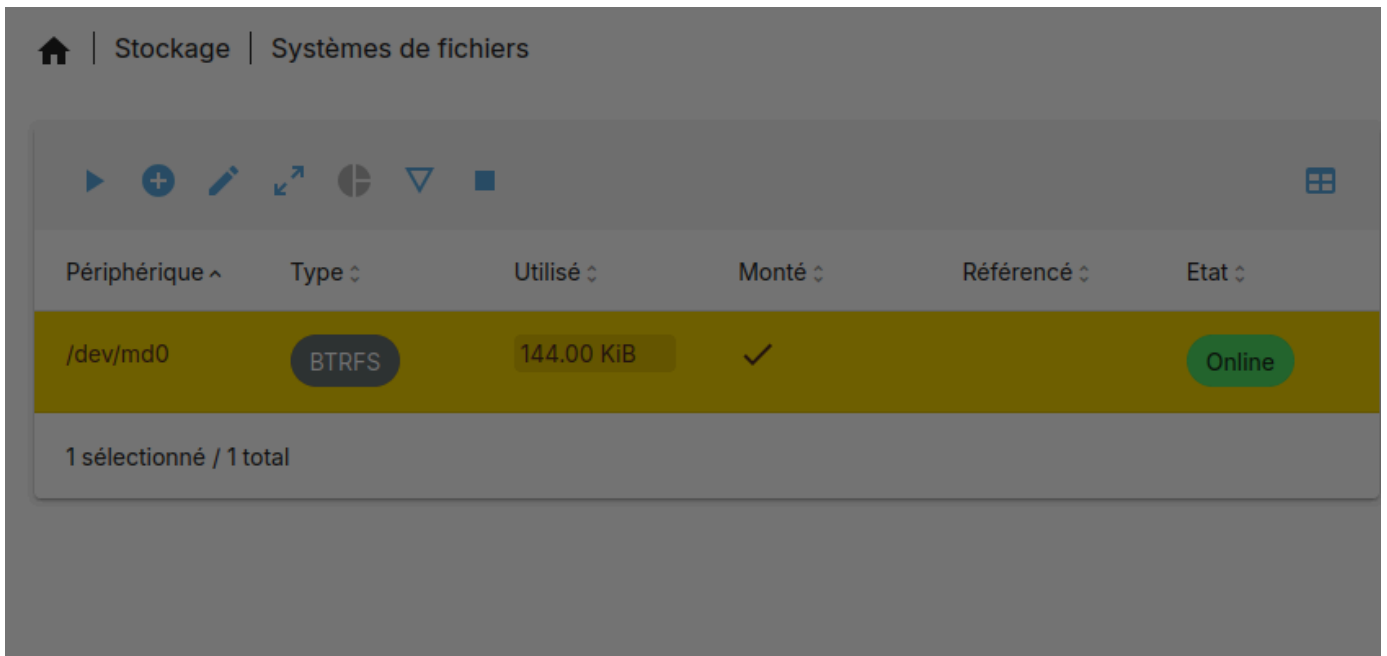 Stockage | Systèmes de fichiers
Périphérique Type Utilisé Monté Référencé Etat
/dev/md0 BTRFS 144.00 KiB Online
1 sélectionné / 1 total